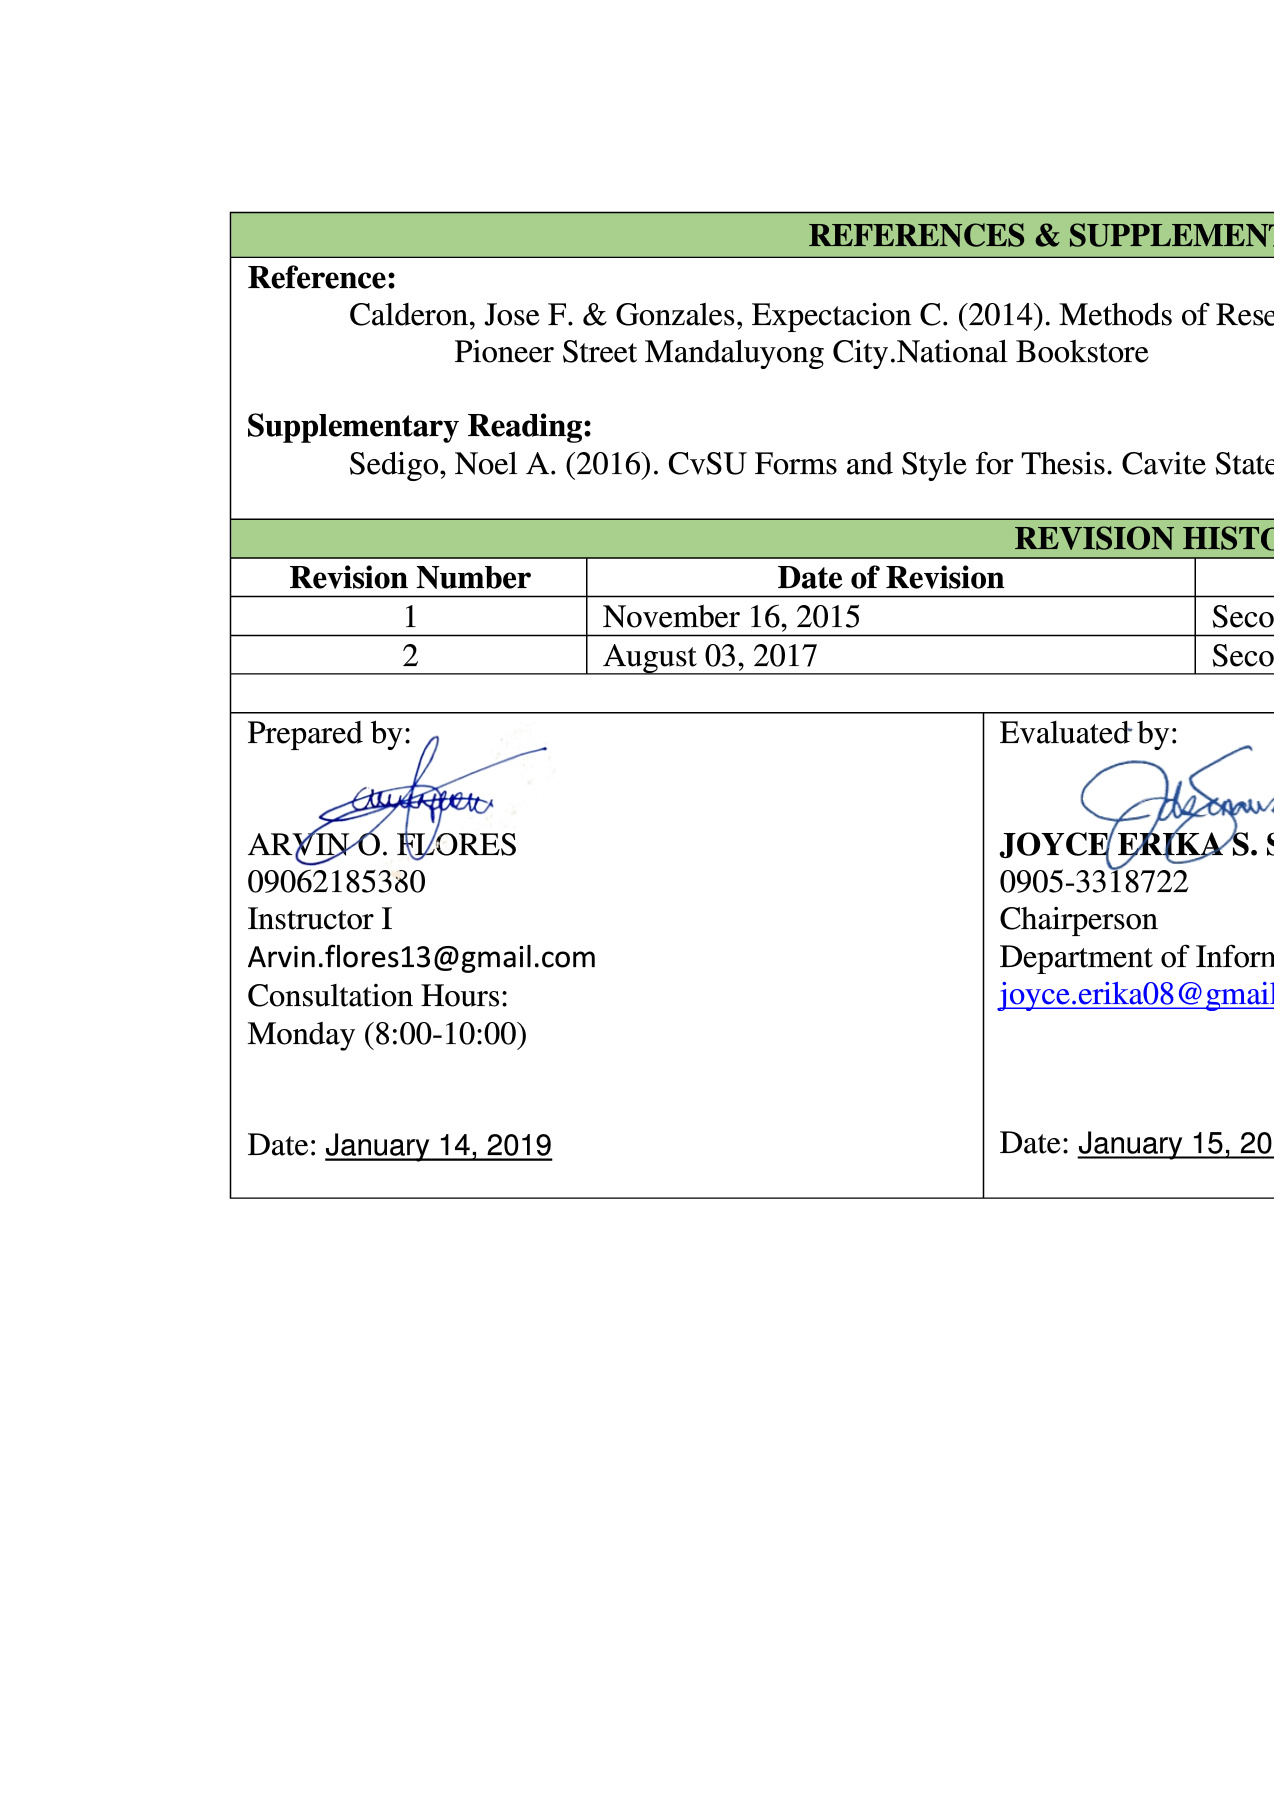 REFERENCES & SUPPLEMENT
Reference:
Calderon, Jose F. & Gonzales, Expectacion C. (2014). Methods of Rese
Pioneer Street Mandaluyong City.National Bookstore
Supplementary Reading:
Sedigo, Noel A. (2016). CvSU Forms and Style for Thesis. Cavite State
REVISION HISTO
Revision Number Date of Revision
1 November 16, 2015 Seco
2 August 03, 2017 Seco
Prepared by:
ARVIN O. FLORES
09062185380
Instructor I
Arvin.flores13@gmail.com
Consultation Hours:
Monday (8:00-10:00)
Date: January 14, 2019
Evaluated by:
JOYCE ERIKA S. S
0905-3318722
Chairperson
Department of Inform
joyce.erika08@gmail
Date: January 15, 20